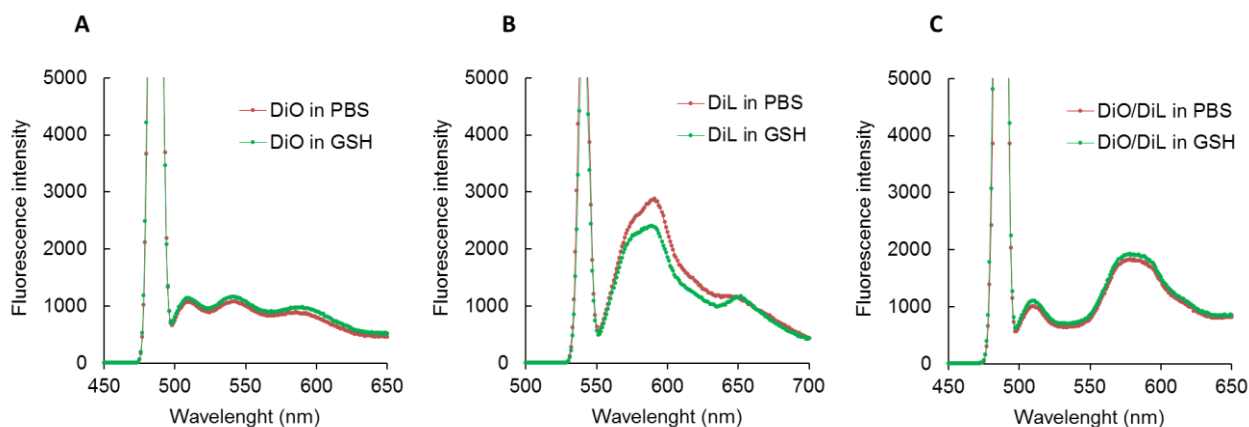 A
Fluorescence intensity
5000
4000
3000
2000
1000
0
DiO in PBS
DiO in GSH
450 500 550 600 650
Wavelenght (nm)
B
Fluorescence intensity
5000
4000
3000
2000
1000
0
DiL in PBS
DiL in GSH
500 550 600 650 700
Wavelenght (nm)
C
Fluorescence intensity
5000
4000
3000
2000
1000
0
DiO/DiL in PBS
DiO/DiL in GSH
450 500 550 600 650
Wavelenght (nm)